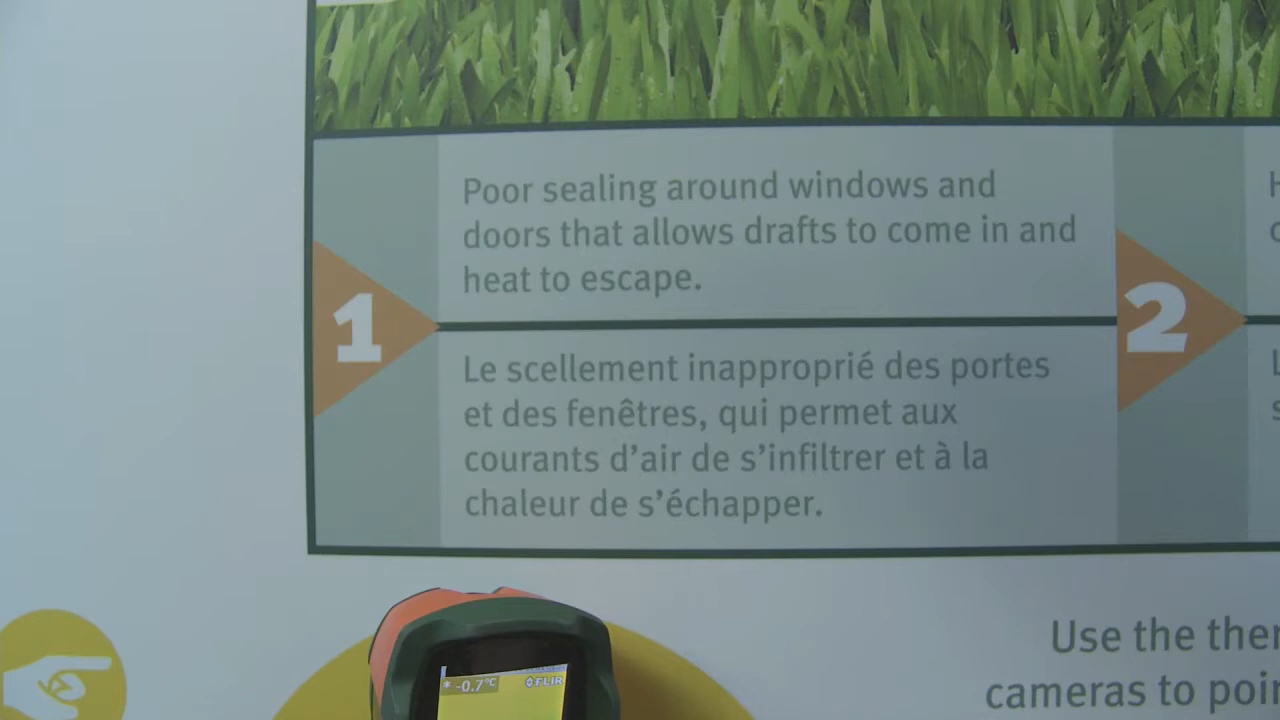 1
Poor sealing around windows and
doors that allows drafts to come in and
heat to escape.
Le scellement inapproprié des portes
et des fenêtres, qui permet aux
courants d'air de s'infiltrer et à la
chaleur de s'échapper.
2
-0.7°C
FLIR
Use the
cameras to